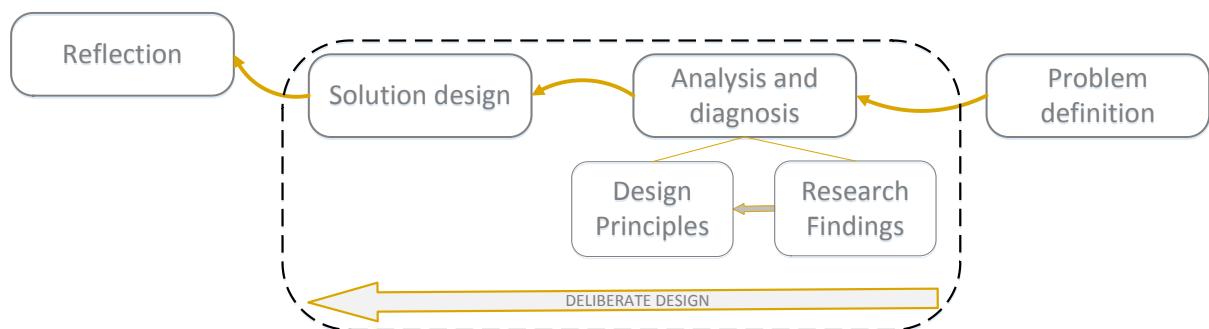 Reflection
Solution design
Analysis and
diagnosis
Problem
definition
Design
Principles
Research
Findings
DELIBERATE DESIGN